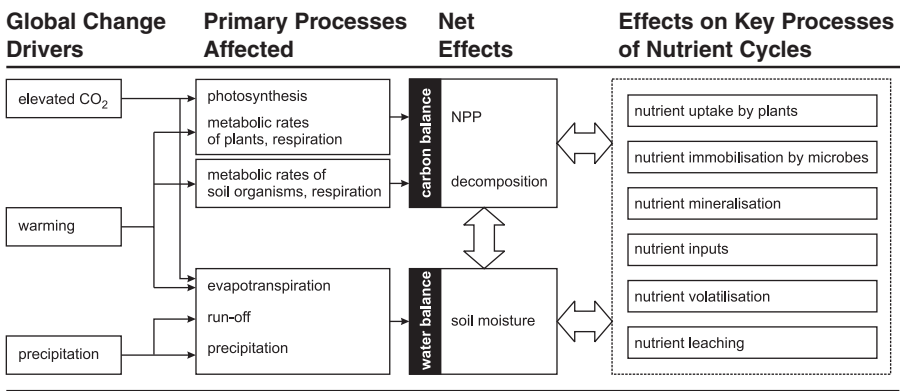 Global Change
Drivers
Primary Processes
Affected
Net
Effects
Effects on Key Processes
of Nutrient Cycles
elevated CO₂
warming
precipitation
photosynthesis
metabolic rates
of plants, respiration
metabolic rates of
soil organisms, respiration
evapotranspiration
run-off
precipitation
carbon balance
NPP
decomposition
water balance
soil moisture
nutrient uptake by plants
nutrient immobilisation by microbes
nutrient mineralisation
nutrient inputs
nutrient volatilisation
nutrient leaching